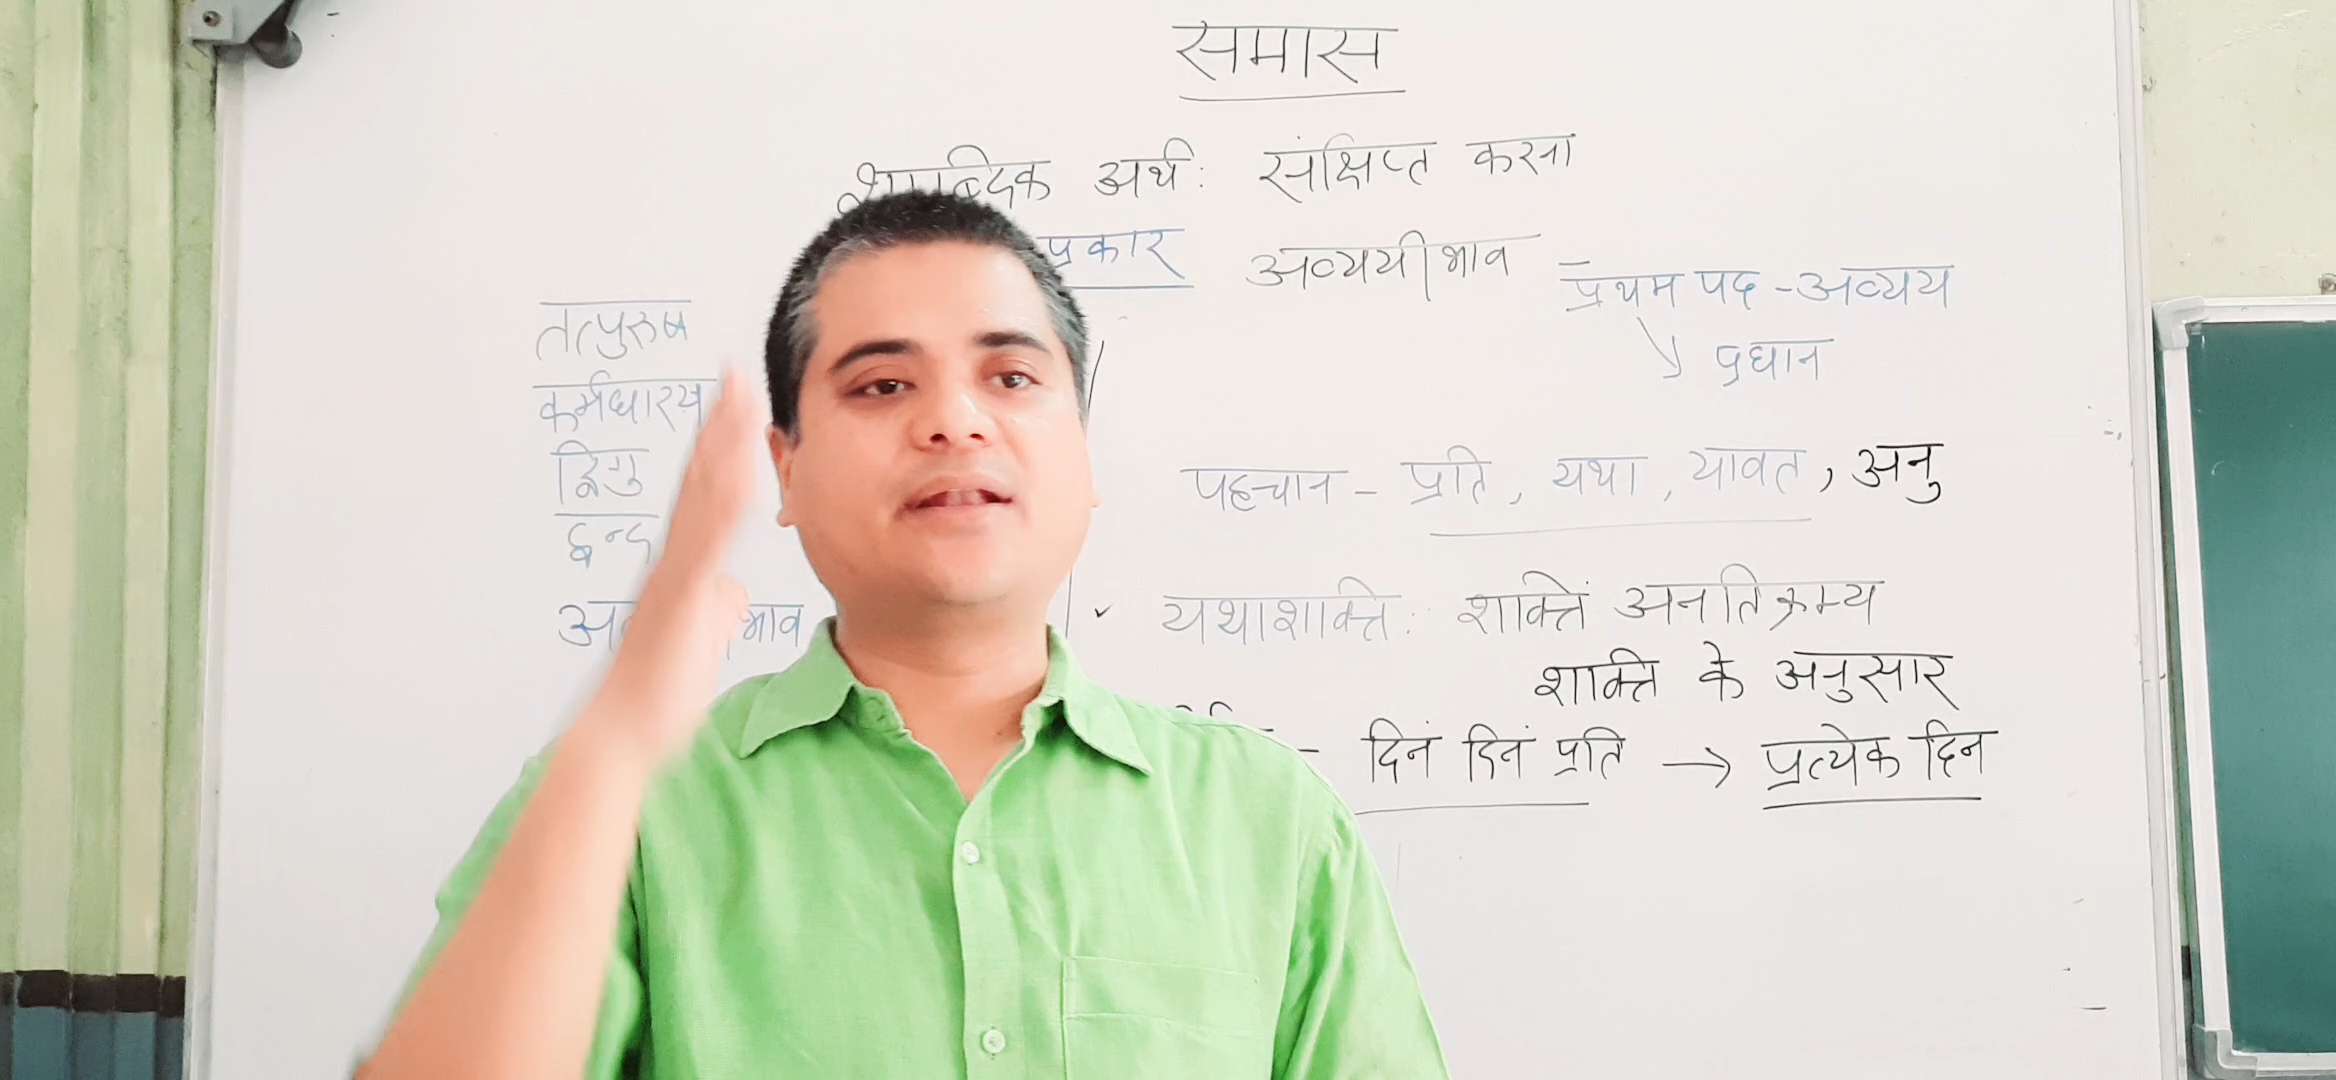 समास
शाब्दिक अर्थ: संक्षिप्त करना
प्रकार
अव्ययीभाव - प्रथम पद - अव्यय
↘ प्रधान
तत्पुरुष
कर्मधारय
द्विगु
द्वन्द
भाव
पहचान - प्रति, यथा, यावत, अनु
✓ यथाशक्ति: शक्तिं अनतिक्रम्य
शक्ति के अनुसार
- दिनं दिनं प्रति → प्रत्येक दिन